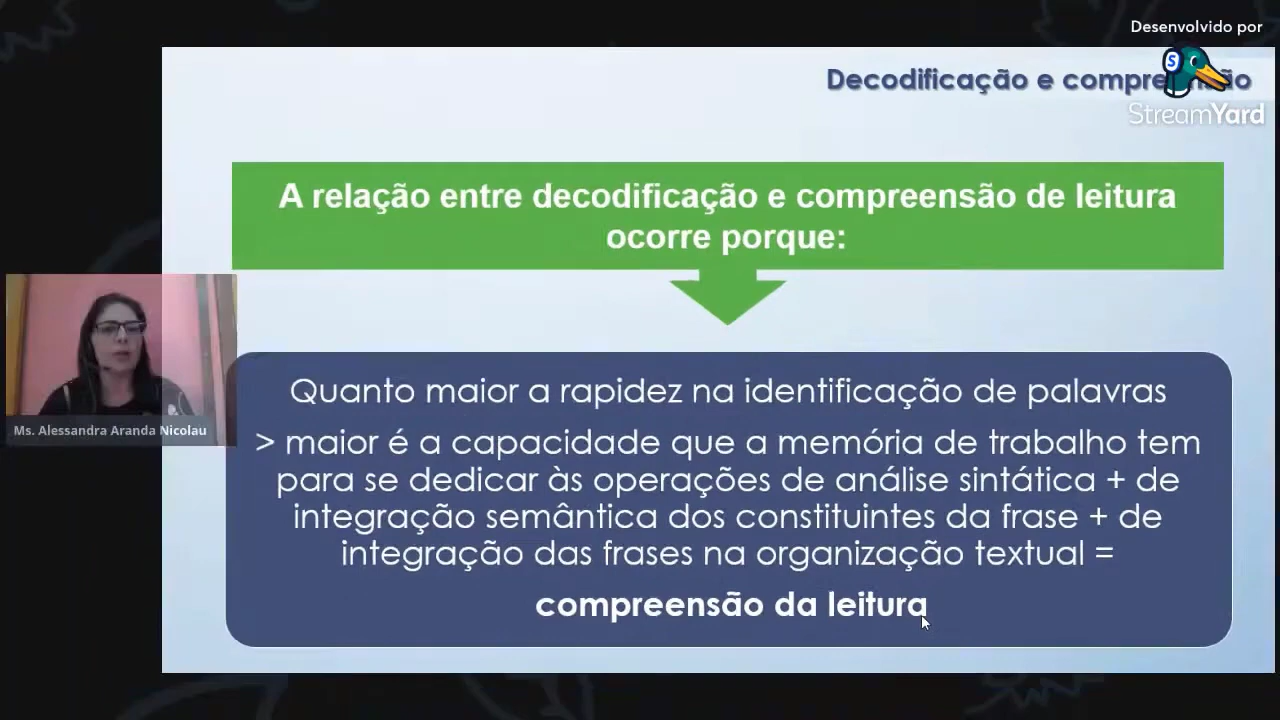 Desenvolvido por
StreamYard
Decodificação e compreensão
A relação entre decodificação e compreensão de leitura
ocorre porque:
Quanto maior a rapidez na identificação de palavras
> maior é a capacidade que a memória de trabalho tem
para se dedicar às operações de análise sintática + de
integração semântica dos constituintes da frase + de
integração das frases na organização textual =
compreensão da leitura
Ms. Alessandra Aranda Nicolau